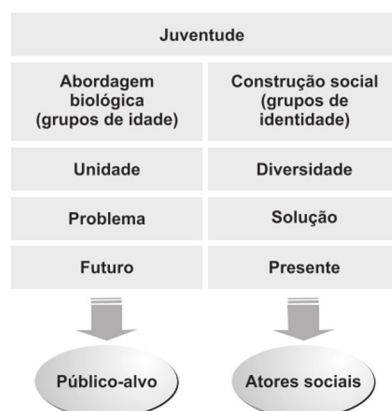 Juventude
Abordagem
biológica
(grupos de idade)
Construção social
(grupos de
identidade)
Unidade
Diversidade
Problema
Solução
Futuro
Presente
Público-alvo
Atores sociais